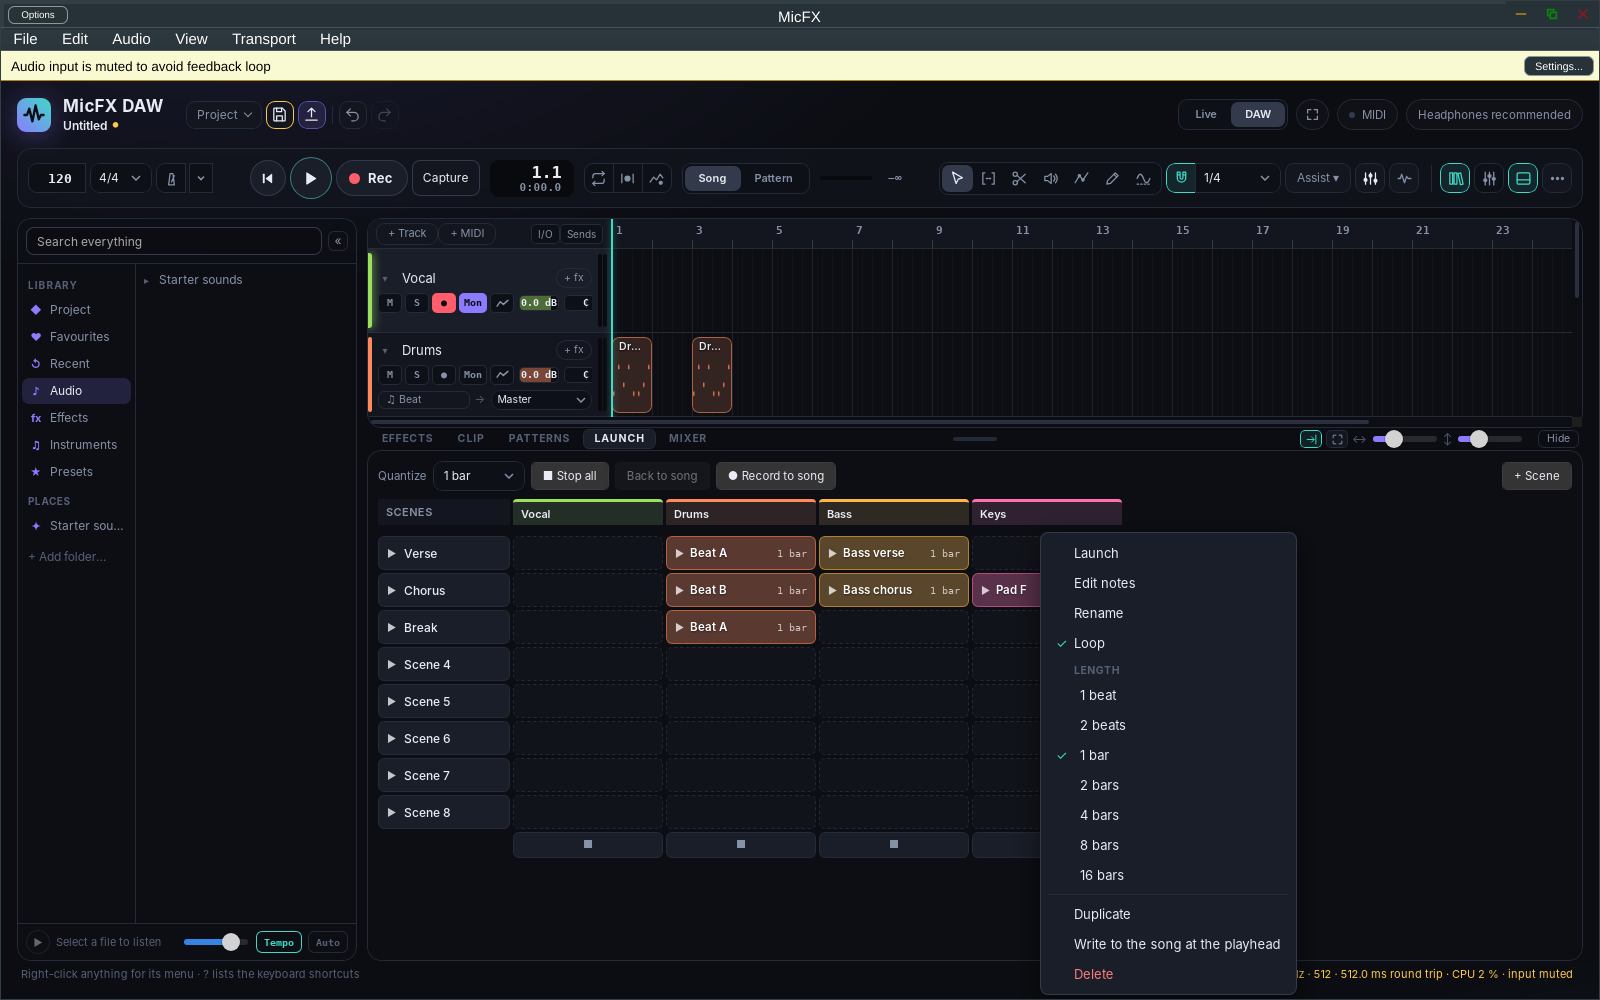 Options
MicFX
File Edit Audio View Transport Help
Audio input is muted to avoid feedback loop
Settings...
MicFX DAW
Untitled
Project
Live DAW
MIDI
Headphones recommended
120
4/4
Rec
Capture
1.1
0:00.0
Song Pattern
-∞
1/4
Assist ▾
Search everything
«
LIBRARY
Project
Favourites
Recent
Audio
fx Effects
Instruments
Presets
PLACES
Starter sou...
+ Add folder...
Starter sounds
Select a file to listen
Tempo
Auto
+ Track
+ MIDI
I/O
Sends
1 3 5 7 9 11 13 15 17 19 21 23
Vocal
+ fx
M S Mon 0.0 dB C
Drums
+ fx
M S Mon 0.0 dB C
Beat → Master
Dr...
Dr...
EFFECTS CLIP PATTERNS LAUNCH MIXER
Hide
Quantize
1 bar
Stop all
Back to song
Record to song
+ Scene
SCENES Vocal Drums Bass Keys
Verse Beat A 1 bar Bass verse 1 bar
Chorus Beat B 1 bar Bass chorus 1 bar Pad F
Break Beat A 1 bar
Scene 4
Scene 5
Scene 6
Scene 7
Scene 8
Launch
Edit notes
Rename
✓ Loop
LENGTH
1 beat
2 beats
✓ 1 bar
2 bars
4 bars
8 bars
16 bars
Duplicate
Write to the song at the playhead
Delete
Right-click anything for its menu · ? lists the keyboard shortcuts
· 512 · 512.0 ms round trip · CPU 2 % · input muted